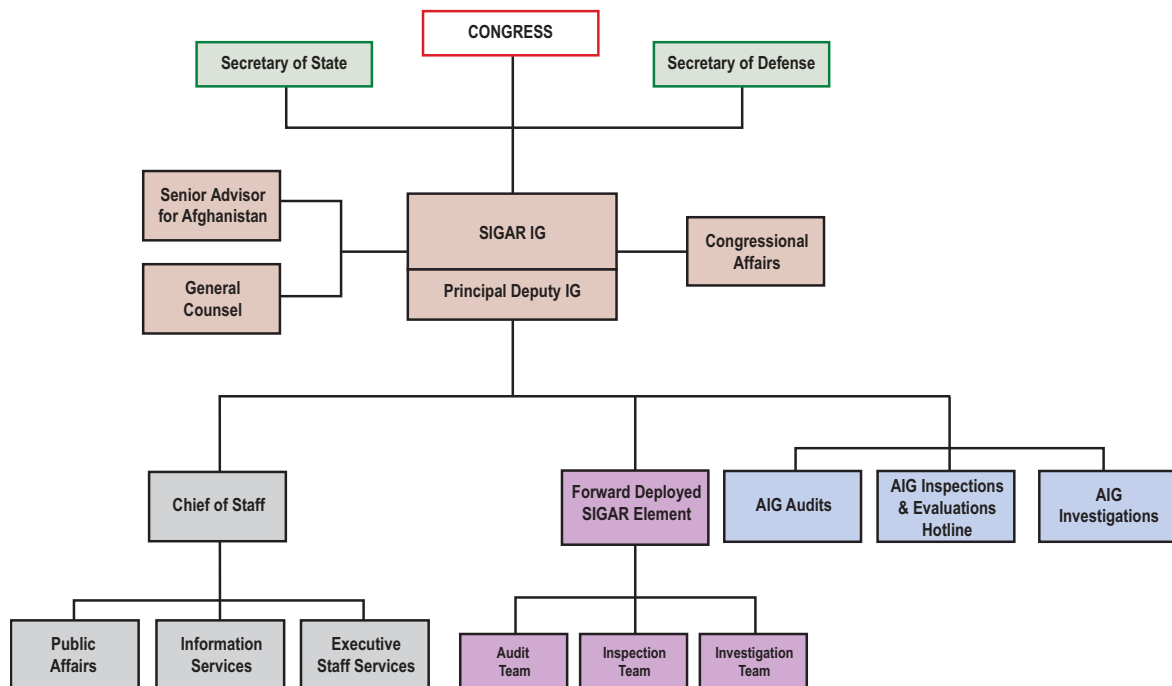 CONGRESS
Secretary of State
Secretary of Defense
Senior Advisor
for Afghanistan
SIGAR IG
Congressional
Affairs
General
Counsel
Principal Deputy IG
Chief of Staff
Forward Deployed
SIGAR Element
AIG Audits
AIG Inspections
& Evaluations
Hotline
AIG
Investigations
Public
Affairs
Information
Services
Executive
Staff Services
Audit
Team
Inspection
Team
Investigation
Team